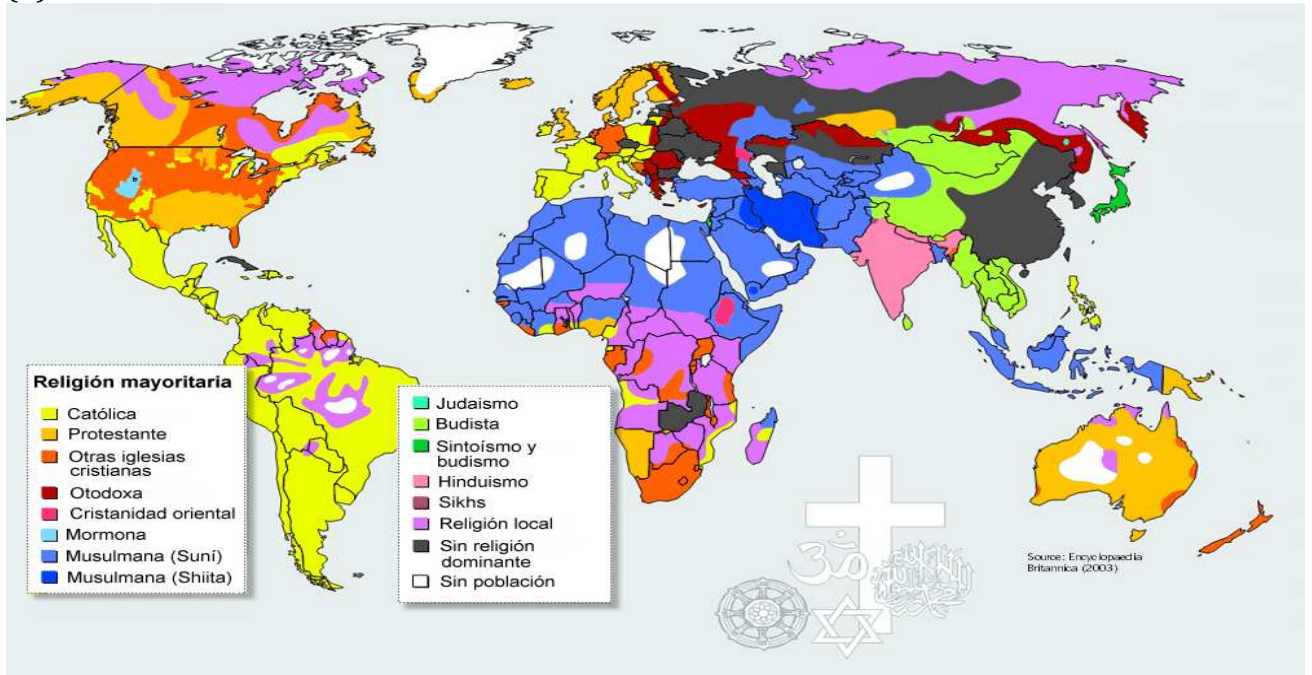 Religión mayoritaria
Católica
Protestante
Otras iglesias
cristianas
Otodoxa
Cristanidad oriental
Mormona
Musulmana (Suní)
Musulmana (Shiita)
Judaismo
Budista
Sintoísmo y
budismo
Hinduismo
Sikhs
Religión local
Sin religión
dominante
Sin población
Source: Encyclopaedia
Britannica (2003)